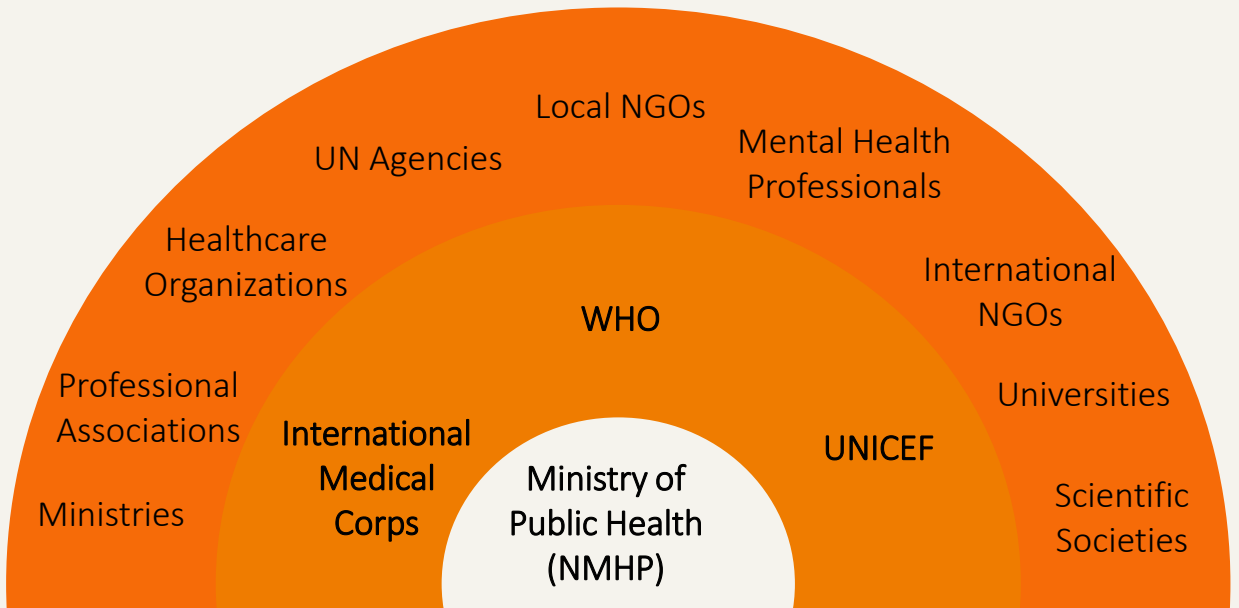 Local NGOs
UN Agencies
Mental Health
Professionals
Healthcare
Organizations
International
NGOs
WHO
Professional
Associations
Universities
International
Medical
Corps
UNICEF
Ministry of
Public Health
(NMHP)
Ministries
Scientific
Societies